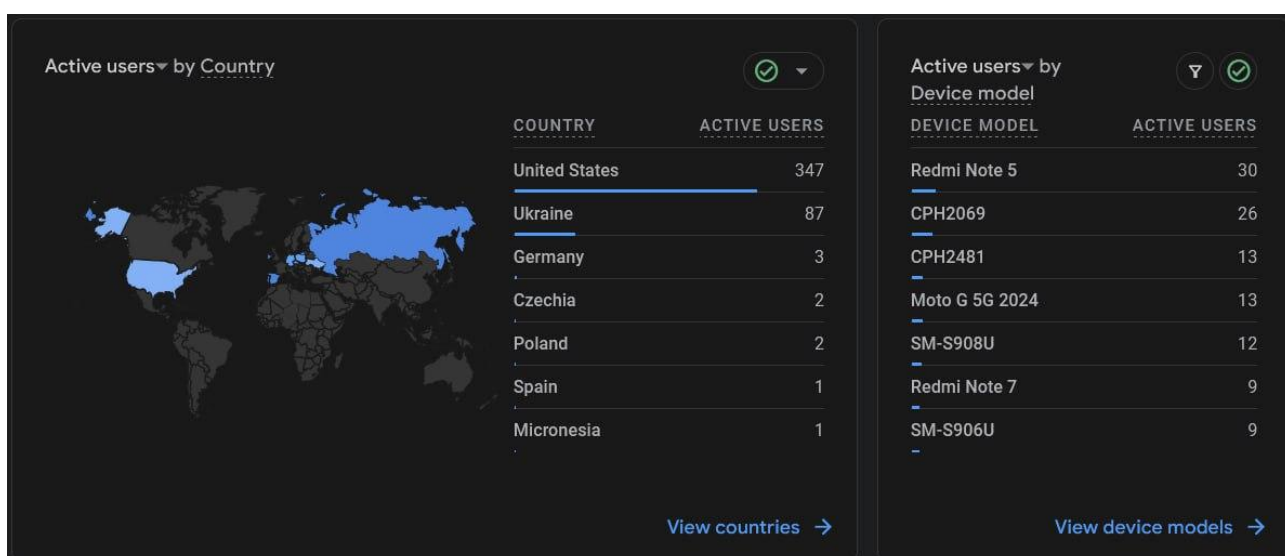 Active users by Country
COUNTRY ACTIVE USERS
United States 347
Ukraine 87
Germany 3
Czechia 2
Poland 2
Spain 1
Micronesia 1
View countries
Active users by
Device model
DEVICE MODEL ACTIVE USERS
Redmi Note 5 30
CPH2069 26
CPH2481 13
Moto G 5G 2024 13
SM-S908U 12
Redmi Note 7 9
SM-S906U 9
View device models